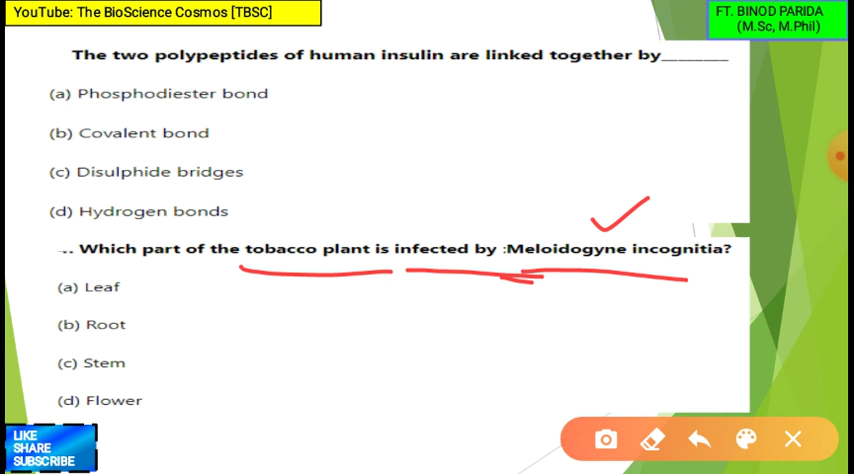 YouTube: The BioScience Cosmos [TBSC]
FT. BINOD PARIDA
(M.Sc, M.Phil)
The two polypeptides of human insulin are linked together by________
(a) Phosphodiester bond
(b) Covalent bond
(c) Disulphide bridges
(d) Hydrogen bonds
.. Which part of the tobacco plant is infected by :Meloidogyne incognitia?
(a) Leaf
(b) Root
(c) Stem
(d) Flower
LIKE
SHARE
SUBSCRIBE